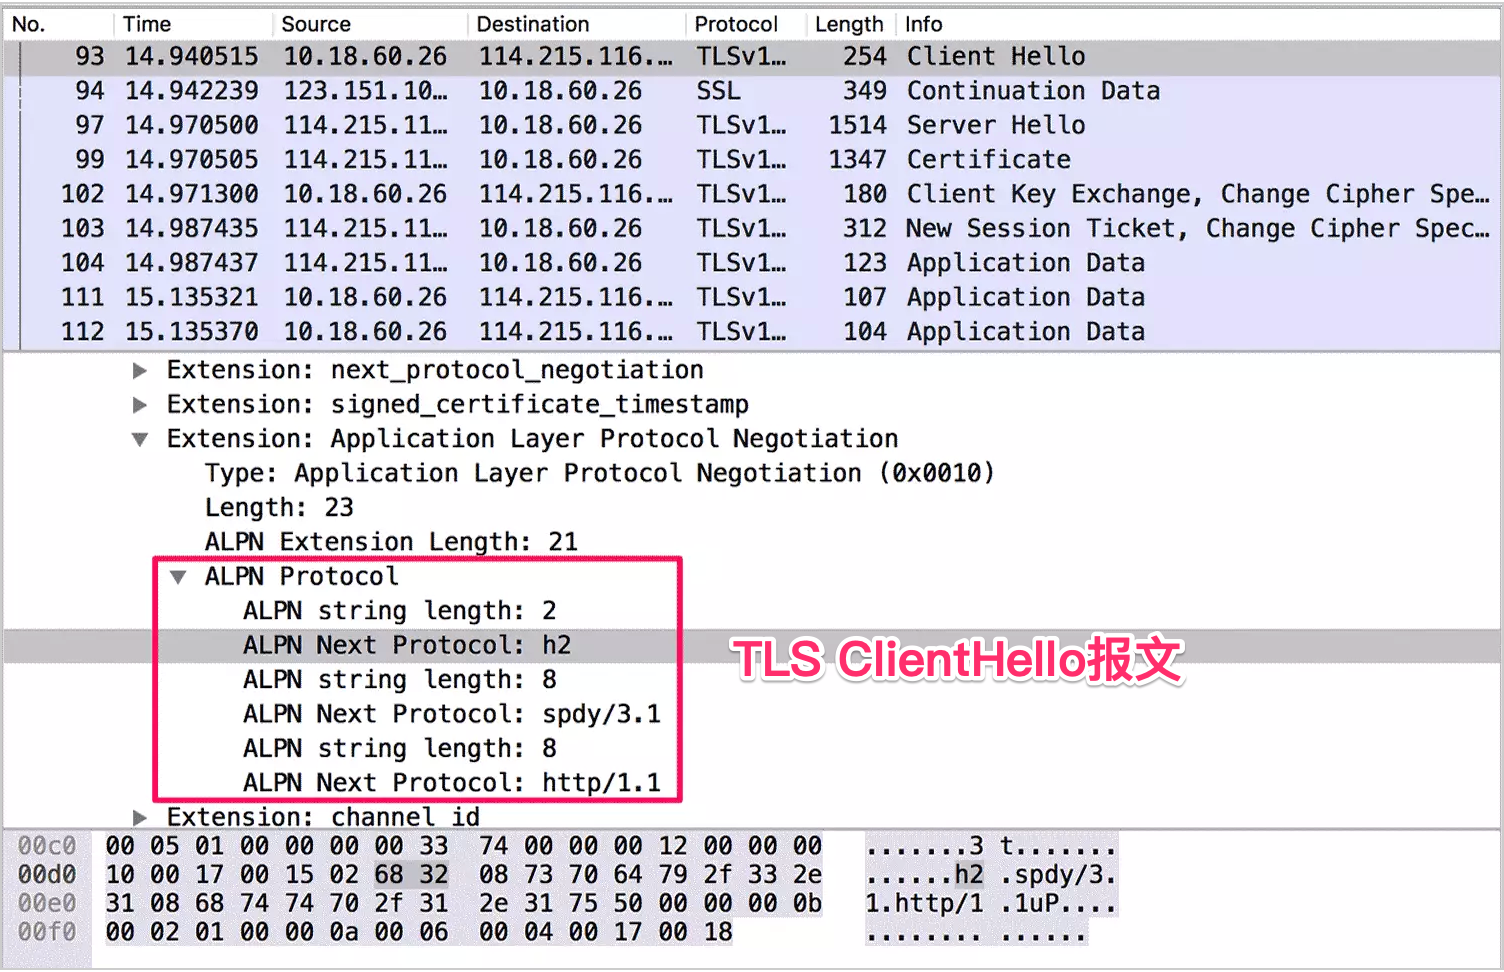 No. Time Source Destination Protocol Length Info
93 14.940515 10.18.60.26 114.215.116.… TLSv1… 254 Client Hello
94 14.942239 123.151.10… 10.18.60.26 SSL 349 Continuation Data
97 14.970500 114.215.11… 10.18.60.26 TLSv1… 1514 Server Hello
99 14.970505 114.215.11… 10.18.60.26 TLSv1… 1347 Certificate
102 14.971300 10.18.60.26 114.215.116.… TLSv1… 180 Client Key Exchange, Change Cipher Spe…
103 14.987435 114.215.11… 10.18.60.26 TLSv1… 312 New Session Ticket, Change Cipher Spec…
104 14.987437 114.215.11… 10.18.60.26 TLSv1… 123 Application Data
111 15.135321 10.18.60.26 114.215.116.… TLSv1… 107 Application Data
112 15.135370 10.18.60.26 114.215.116.… TLSv1… 104 Application Data
Extension: next_protocol_negotiation
Extension: signed_certificate_timestamp
Extension: Application Layer Protocol Negotiation
Type: Application Layer Protocol Negotiation (0x0010)
Length: 23
ALPN Extension Length: 21
ALPN Protocol
ALPN string length: 2
ALPN Next Protocol: h2
TLS ClientHello报文
ALPN string length: 8
ALPN Next Protocol: spdy/3.1
ALPN string length: 8
ALPN Next Protocol: http/1.1
Extension: channel_id
00c0 00 05 01 00 00 00 00 33 74 00 00 00 12 00 00 00 .......3 t.......
00d0 10 00 17 00 15 02 68 32 08 73 70 64 79 2f 33 2e ......h2 .spdy/3.
00e0 31 08 68 74 74 70 2f 31 2e 31 75 50 00 00 00 0b 1.http/1 .1uP....
00f0 00 02 01 00 00 0a 00 06 00 04 00 17 00 18 ........ ......